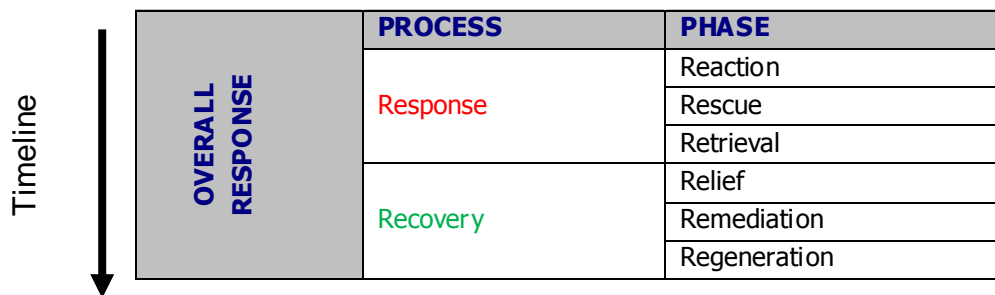 Timeline
OVERALL
RESPONSE
PROCESS
PHASE
Response
Reaction
Rescue
Retrieval
Recovery
Relief
Remediation
Regeneration